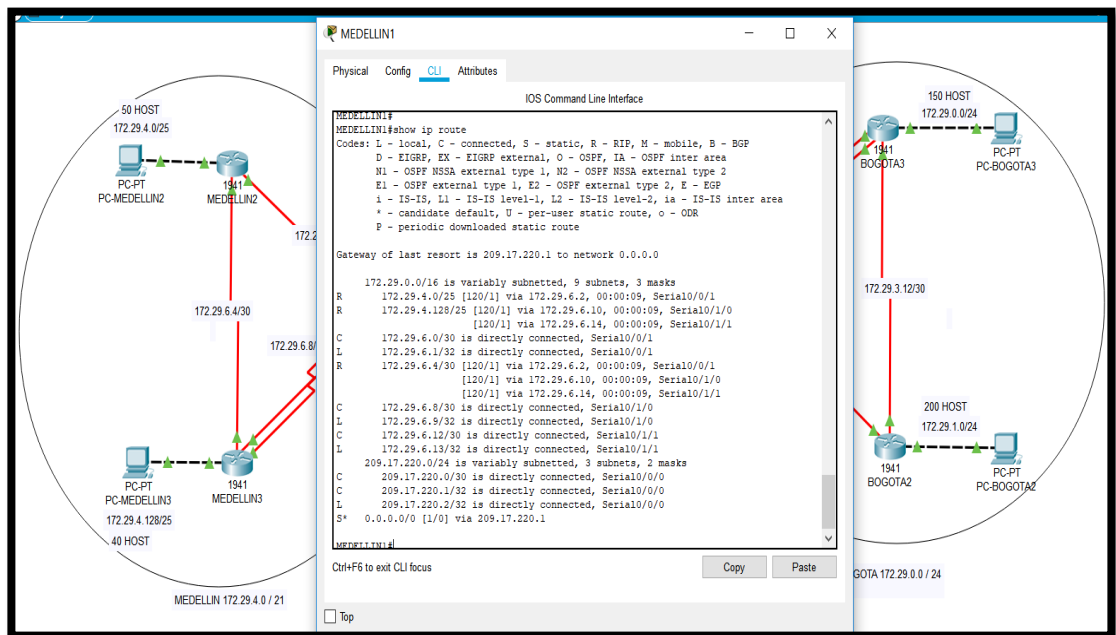 MEDELLIN1
Physical Config CLI Attributes
IOS Command Line Interface
MEDELLIN1#
MEDELLIN1#show ip route
Codes: L - local, C - connected, S - static, R - RIP, M - mobile, B - BGP
D - EIGRP, EX - EIGRP external, O - OSPF, IA - OSPF inter area
N1 - OSPF NSSA external type 1, N2 - OSPF NSSA external type 2
E1 - OSPF external type 1, E2 - OSPF external type 2, E - EGP
i - IS-IS, L1 - IS-IS level-1, L2 - IS-IS level-2, ia - IS-IS inter area
* - candidate default, U - per-user static route, o - ODR
P - periodic downloaded static route
Gateway of last resort is 209.17.220.1 to network 0.0.0.0
172.29.0.0/16 is variably subnetted, 9 subnets, 3 masks
R 172.29.4.0/25 [120/1] via 172.29.6.2, 00:00:09, Serial0/0/1
R 172.29.4.128/25 [120/1] via 172.29.6.10, 00:00:09, Serial0/1/0
[120/1] via 172.29.6.14, 00:00:09, Serial0/1/1
C 172.29.6.0/30 is directly connected, Serial0/0/1
L 172.29.6.1/32 is directly connected, Serial0/0/1
R 172.29.6.4/30 [120/1] via 172.29.6.2, 00:00:09, Serial0/0/1
[120/1] via 172.29.6.10, 00:00:09, Serial0/1/0
[120/1] via 172.29.6.14, 00:00:09, Serial0/1/1
C 172.29.6.8/30 is directly connected, Serial0/1/0
L 172.29.6.9/32 is directly connected, Serial0/1/0
C 172.29.6.12/30 is directly connected, Serial0/1/1
L 172.29.6.13/32 is directly connected, Serial0/1/1
209.17.220.0/24 is variably subnetted, 3 subnets, 2 masks
C 209.17.220.0/30 is directly connected, Serial0/0/0
C 209.17.220.1/32 is directly connected, Serial0/0/0
L 209.17.220.2/32 is directly connected, Serial0/0/0
S* 0.0.0.0/0 [1/0] via 209.17.220.1
MEDELLIN1#
Ctrl+F6 to exit CLI focus
Copy
Paste
Top
50 HOST
172.29.4.0/25
PC-PT
PC-MEDELLIN2
1941
MEDELLIN2
172.2
172.29.6.4/30
172.29.6.8/
PC-PT
PC-MEDELLIN3
172.29.4.128/25
40 HOST
1941
MEDELLIN3
MEDELLIN 172.29.4.0 / 21
150 HOST
172.29.0.0/24
1941
BOGOTA3
PC-PT
PC-BOGOTA3
172.29.3.12/30
200 HOST
172.29.1.0/24
1941
BOGOTA2
PC-PT
PC-BOGOTA2
GOTA 172.29.0.0 / 24